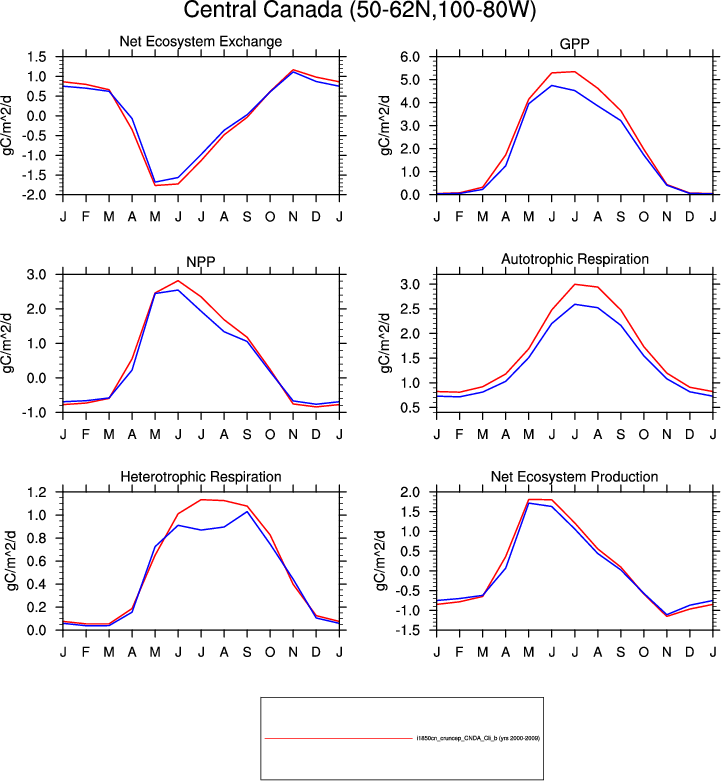 Central Canada (50-62N,100-80W)
Net Ecosystem Exchange
gC/m^2/d
1.5
1.0
0.5
0.0
-0.5
-1.0
-1.5
-2.0
J F M A M J J A S O N D J
GPP
gC/m^2/d
6.0
5.0
4.0
3.0
2.0
1.0
0.0
J F M A M J J A S O N D J
NPP
gC/m^2/d
3.0
2.0
1.0
0.0
-1.0
J F M A M J J A S O N D J
Autotrophic Respiration
gC/m^2/d
3.0
2.5
2.0
1.5
1.0
0.5
J F M A M J J A S O N D J
Heterotrophic Respiration
gC/m^2/d
1.2
1.0
0.8
0.6
0.4
0.2
0.0
J F M A M J J A S O N D J
Net Ecosystem Production
gC/m^2/d
2.0
1.5
1.0
0.5
0.0
-0.5
-1.0
-1.5
J F M A M J J A S O N D J
i1850cn_cruncep_CNDA_Cli_b (yrs 2000-2009)